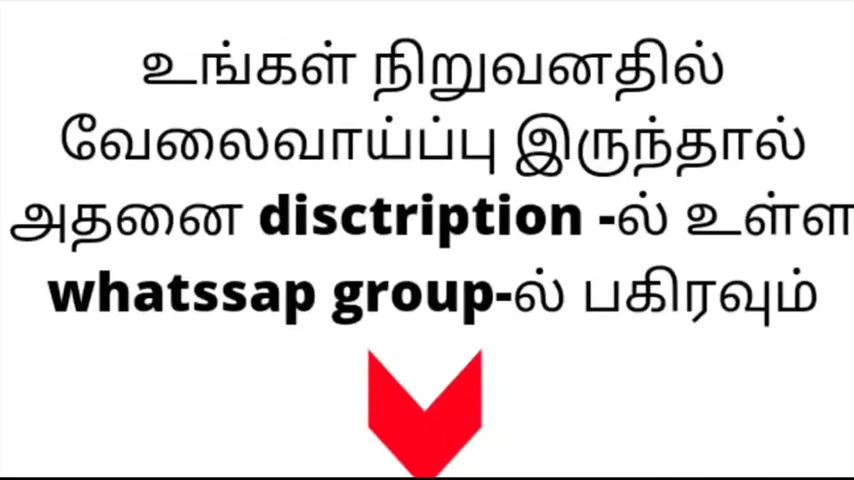 உங்கள் நிறுவனதில்
வேலைவாய்ப்பு இருந்தால்
அதனை disctription -ல் உள்ள
whatssap group-ல் பகிரவும்